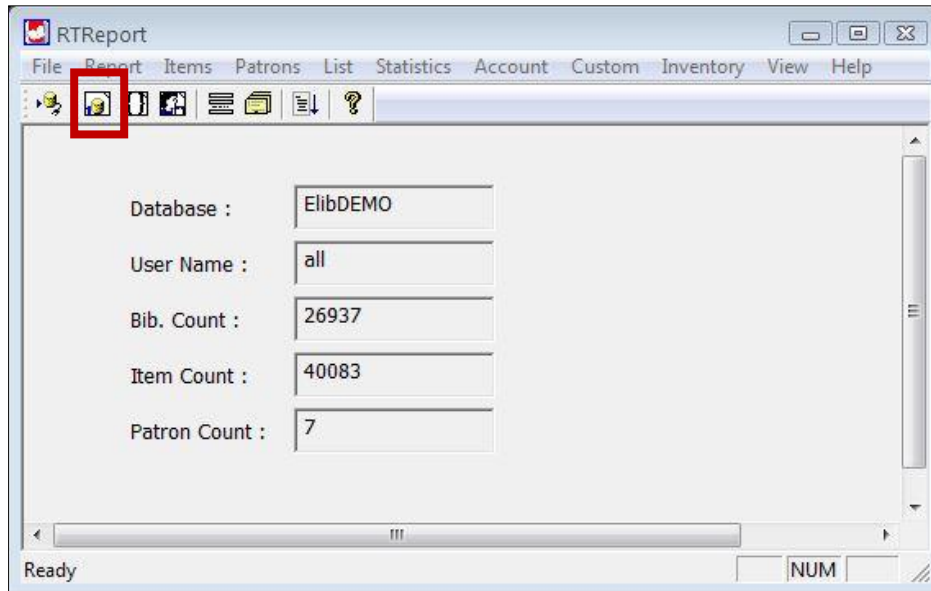 RTReport
File Report Items Patrons List Statistics Account Custom Inventory View Help
Database : ElibDEMO
User Name : all
Bib. Count : 26937
Item Count : 40083
Patron Count : 7
Ready NUM